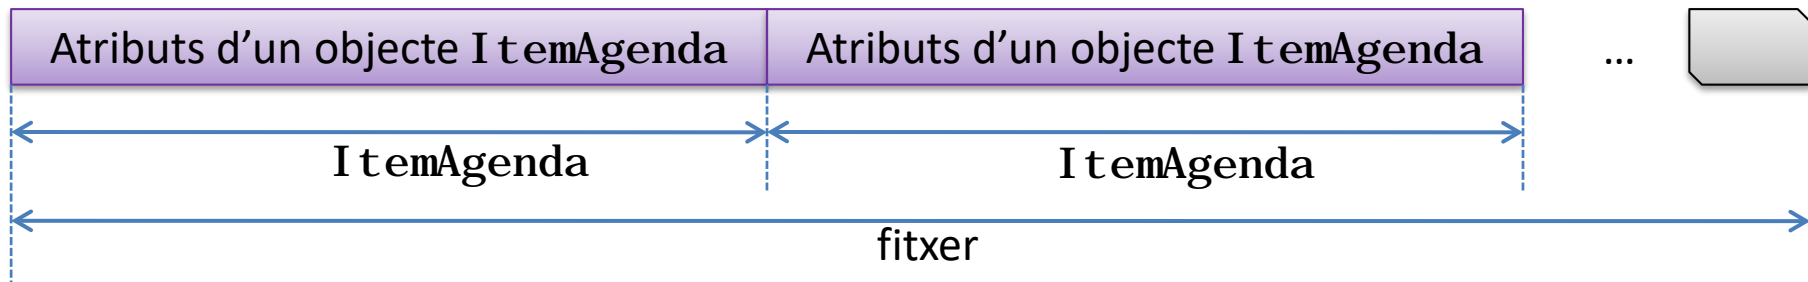 Atributs d’un objecte ItemAgenda Atributs d’un objecte ItemAgenda ...
ItemAgenda ItemAgenda
fitxer